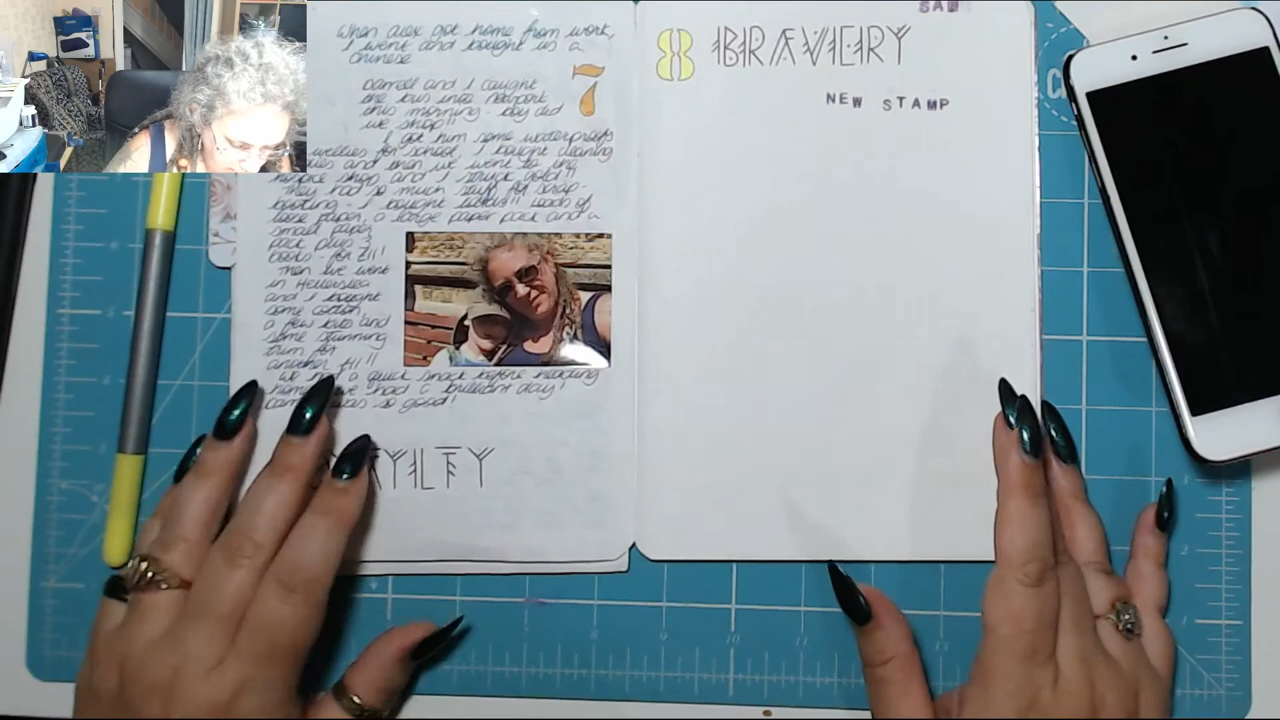 When alex got home from work,
I went and bought us a
chinese
7
Darrell and I caught
the bus into Newport
this morning - boy did
we shop!!
I got him some waterproofs
wellies for school, I bought cleaning
and then we went to the
hospice shop and I struck gold!!
They had so much stuff for scrap-
booking - I bought loads!! Loads of
loose paper, a large paper pack and a
small paper
pack plus 3
books - for £11!
Then we went
in
and I bought
some cotton,
a few bits and
some stunning
trim for
another £1!!
we had a quick snack before heading
home, we had a brilliant day!
was so good!
8 BRAVERY
NEW STAMP